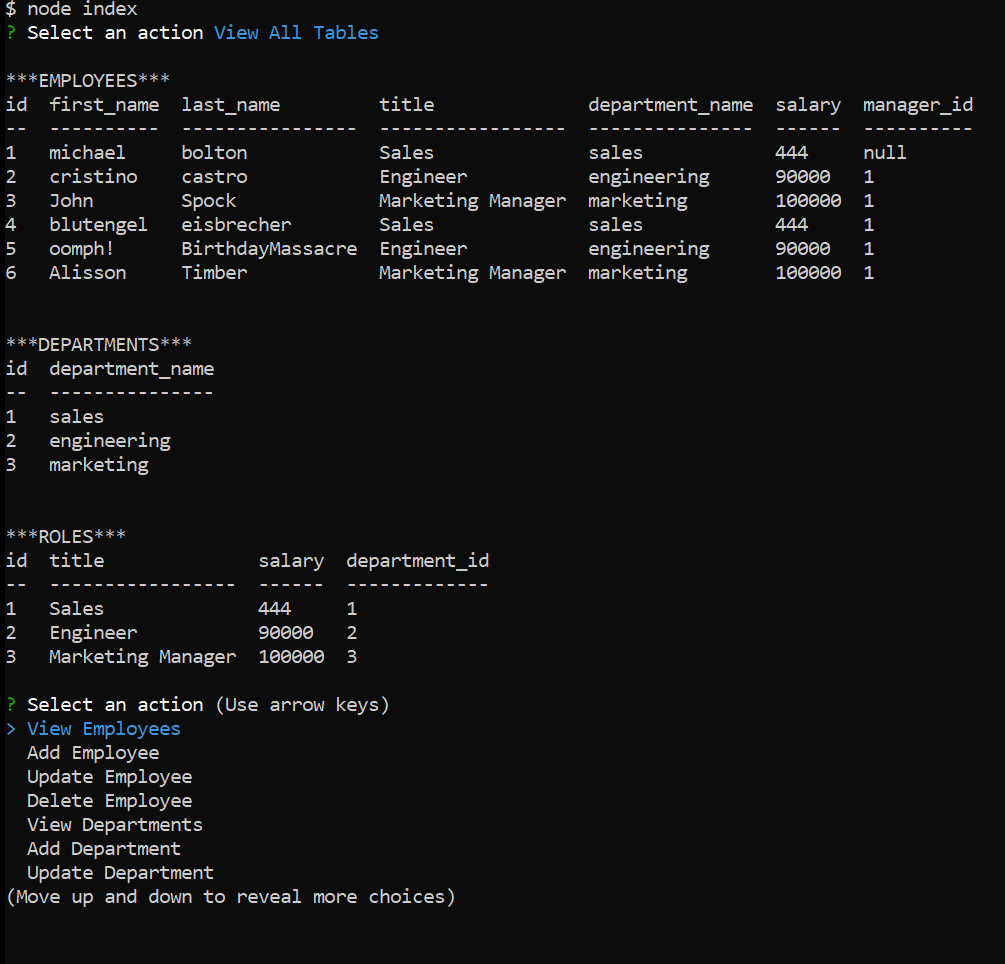 $ node index
? Select an action View All Tables
***EMPLOYEES***
id  first_name  last_name         title              department_name  salary  manager_id
--  ----------  ----------------  -----------------  ---------------  ------  ----------
1   michael     bolton            Sales              sales            444     null
2   cristino    castro            Engineer           engineering      90000   1
3   John        Spock             Marketing Manager  marketing        100000  1
4   blutengel   eisbrecher        Sales              sales            444     1
5   oomph!      BirthdayMassacre  Engineer           engineering      90000   1
6   Alisson     Timber            Marketing Manager  marketing        100000  1
***DEPARTMENTS***
id  department_name
--  ---------------
1   sales
2   engineering
3   marketing
***ROLES***
id  title              salary  department_id
--  -----------------  ------  -------------
1   Sales              444     1
2   Engineer           90000   2
3   Marketing Manager  100000  3
? Select an action (Use arrow keys)
> View Employees
  Add Employee
  Update Employee
  Delete Employee
  View Departments
  Add Department
  Update Department
(Move up and down to reveal more choices)